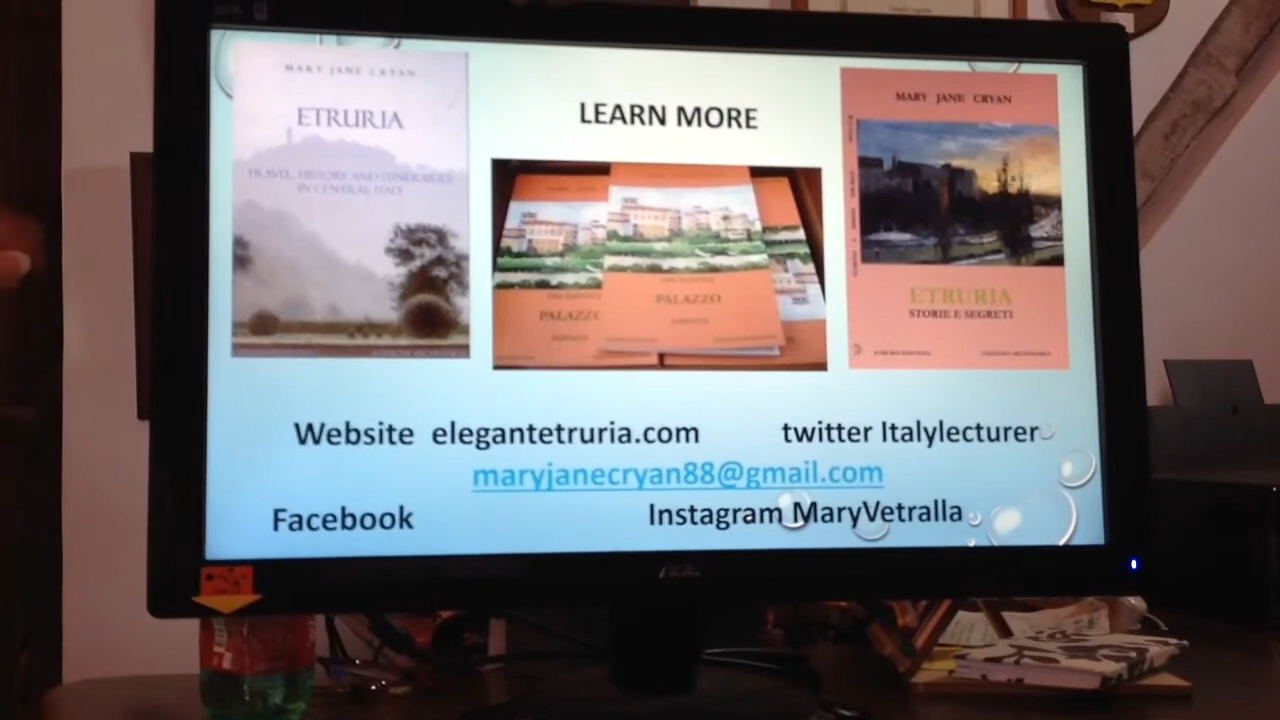 MARY JANE CRYAN
ETRURIA
TRAVEL, HISTORY AND ITINERARIES
IN CENTRAL ITALY
LEARN MORE
PALAZZO
PALAZZO
MARY JANE CRYAN
ETRURIA
STORIE E SEGRETI
Website elegantetruria.com
twitter Italylecturer
maryjanecryan88@gmail.com
Facebook
Instagram MaryVetralla